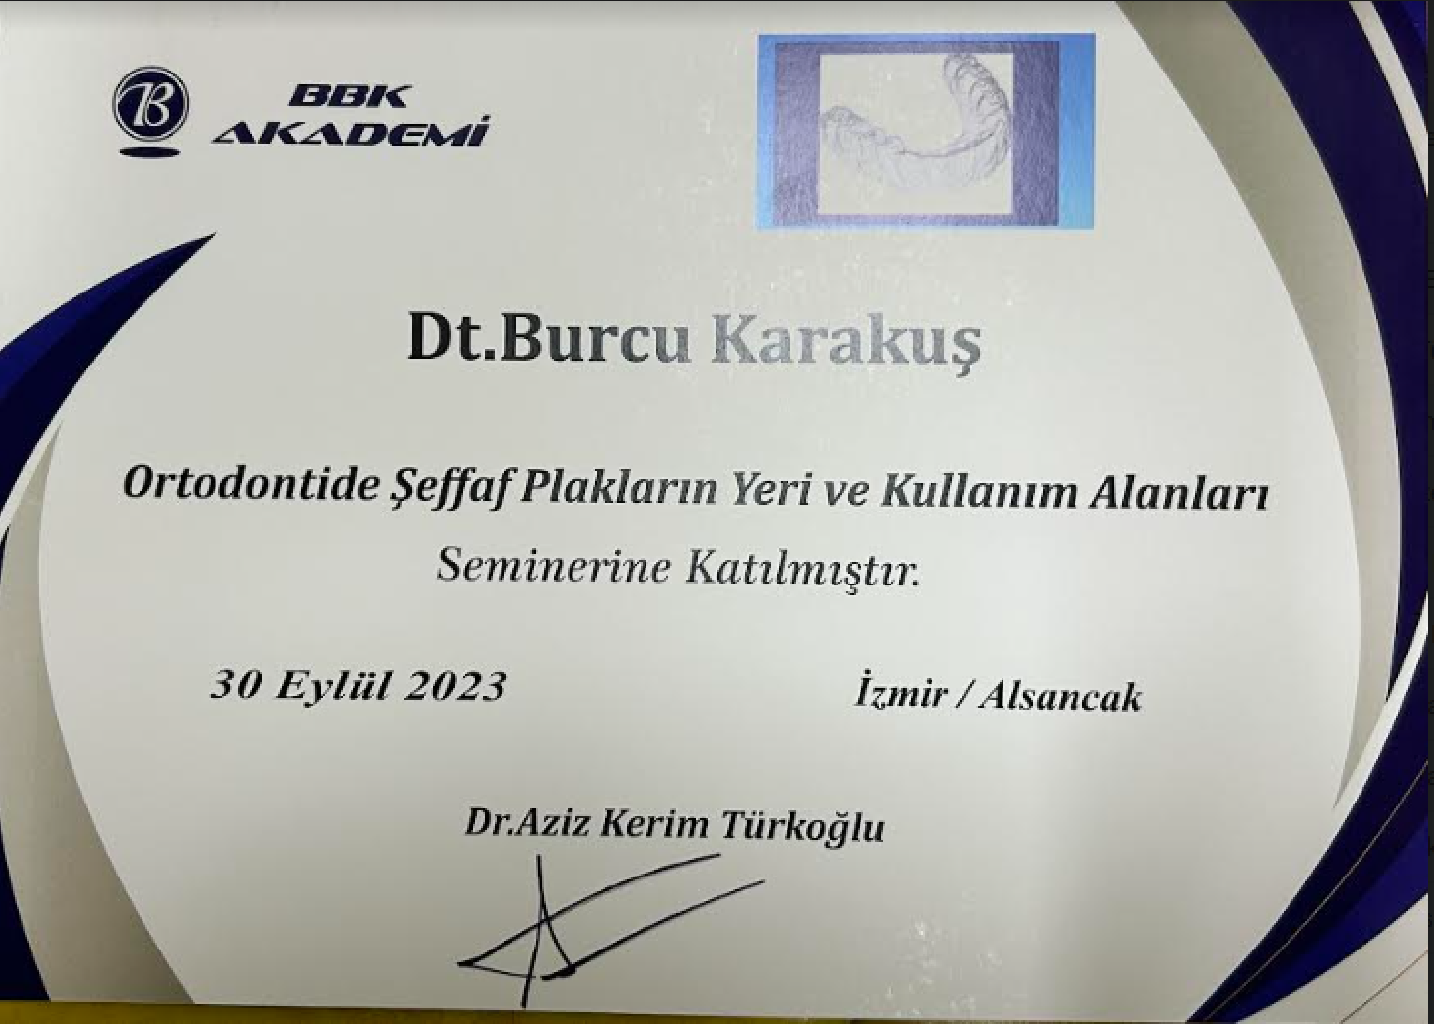 BBK
AKADEMİ
Dt.Burcu Karakuş
Ortodontide Şeffaf Plakların Yeri ve Kullanım Alanları
Seminerine Katılmıştır.
30 Eylül 2023 İzmir / Alsancak
Dr.Aziz Kerim Türkoğlu